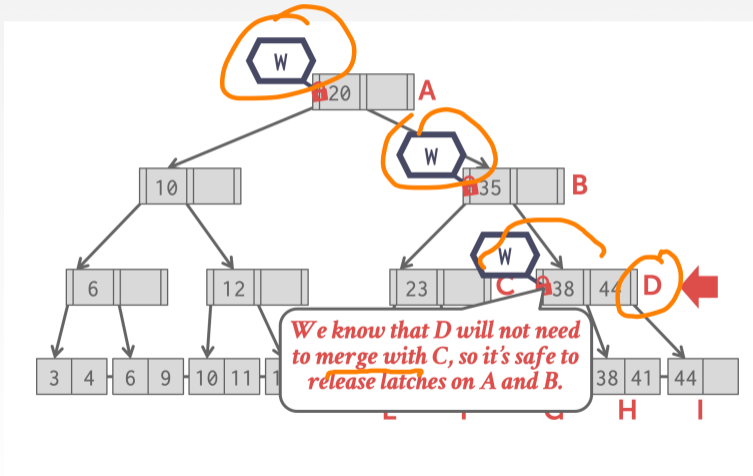 W
20 A
W
10 35 B
W
6 12 23 C 38 44 D
We know that D will not need
to merge with C, so it's safe to
release latches on A and B.
3 4 6 9 10 11 38 41 44
H I